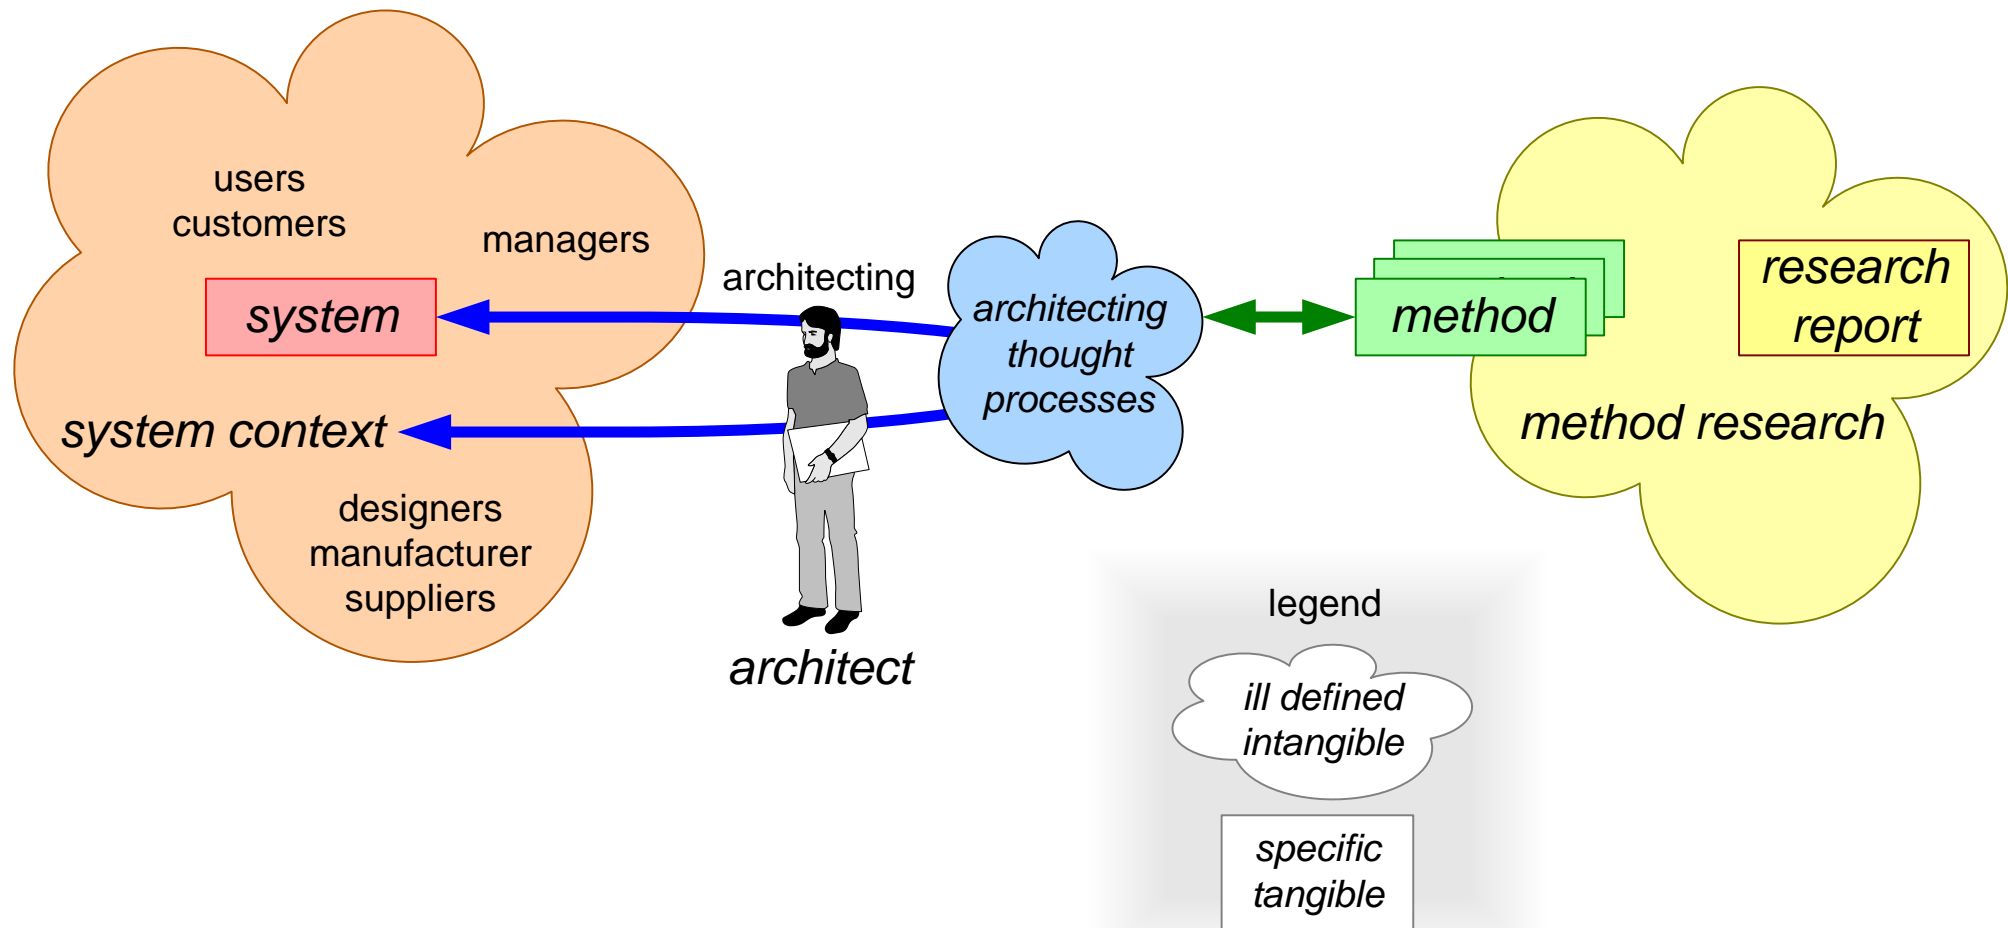 users
customers
managers
system
system context
designers
manufacturer
suppliers
architecting
architect
architecting
thought
processes
method
research
report
method research
legend
ill defined
intangible
specific
tangible